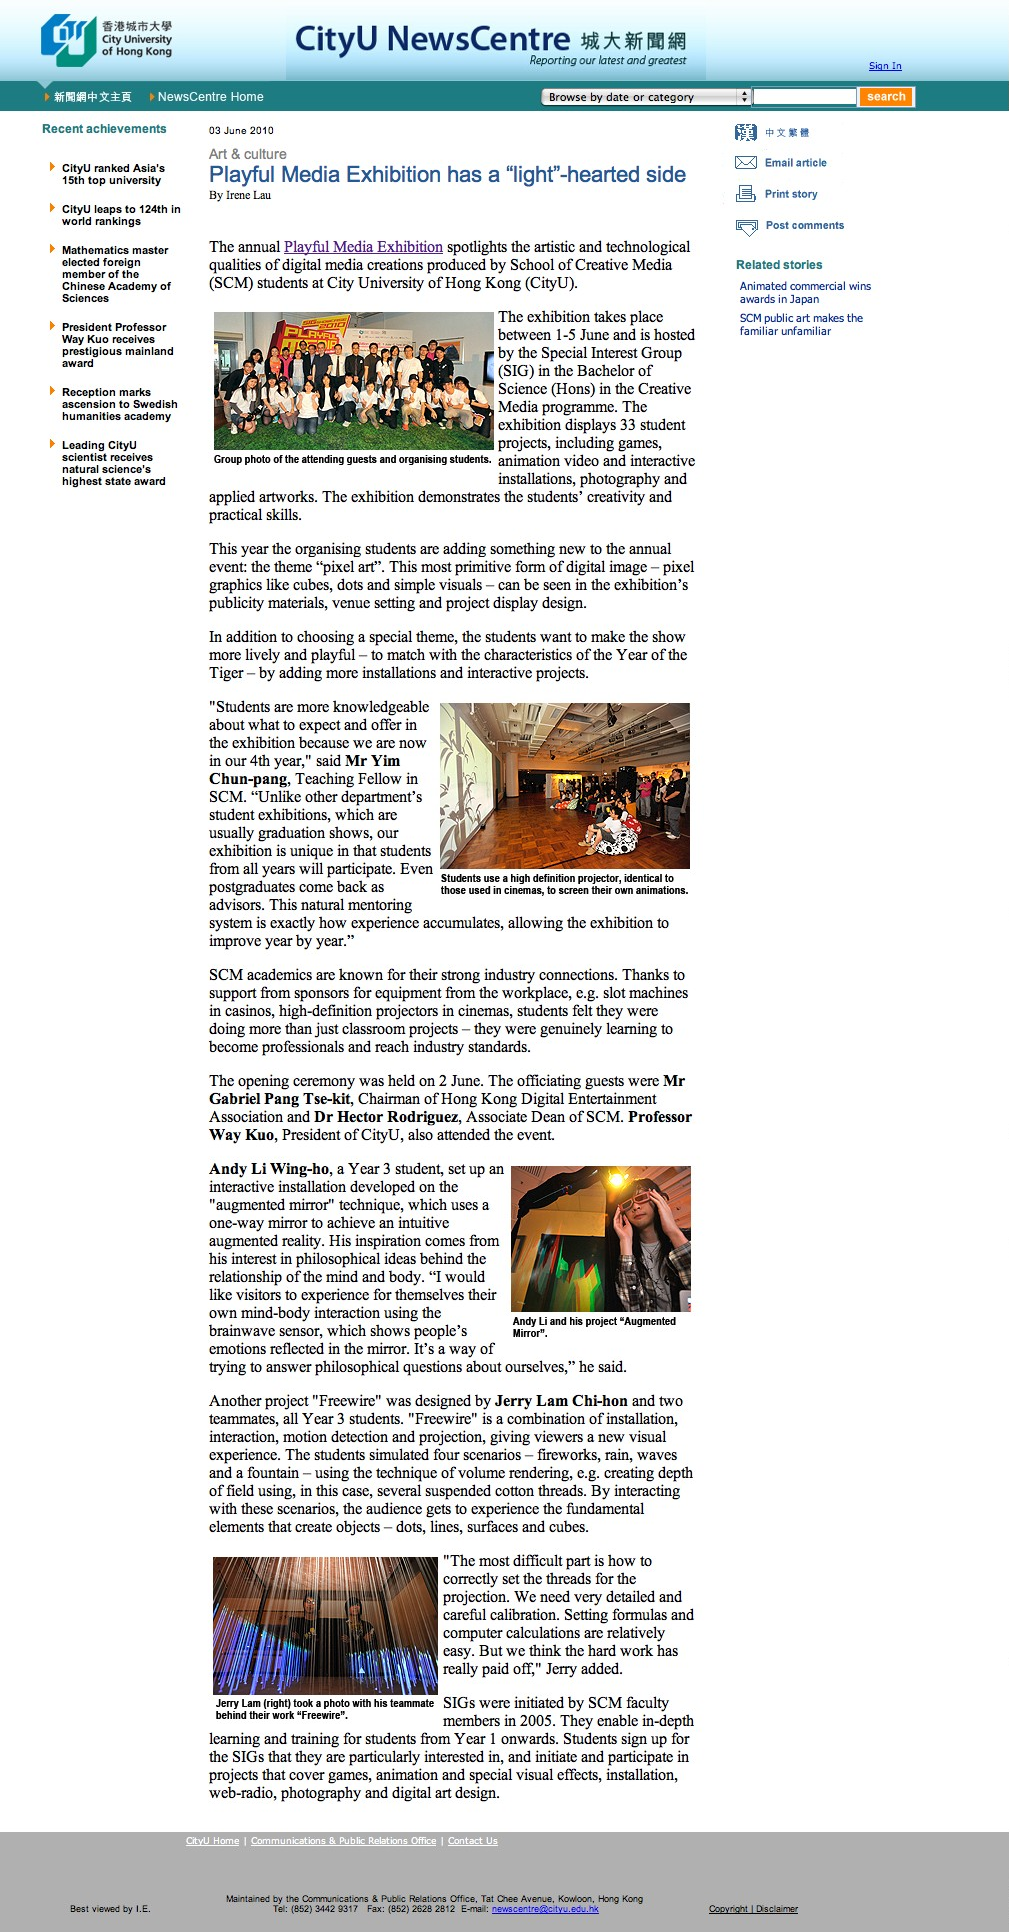 香港城市大學
City University
of Hong Kong
CityU NewsCentre 城大新聞網
Reporting our latest and greatest
Sign In
新聞網中文主頁
NewsCentre Home
Browse by date or category
search
Recent achievements
CityU ranked Asia's
15th top university
CityU leaps to 124th in
world rankings
Mathematics master
elected foreign
member of the
Chinese Academy of
Sciences
President Professor
Way Kuo receives
prestigious mainland
award
Reception marks
ascension to Swedish
humanities academy
Leading CityU
scientist receives
natural science's
highest state award
03 June 2010
Art & culture
Playful Media Exhibition has a “light”-hearted side
By Irene Lau
The annual Playful Media Exhibition spotlights the artistic and technological
qualities of digital media creations produced by School of Creative Media
(SCM) students at City University of Hong Kong (CityU).
2010
PLAYFUL
Group photo of the attending guests and organising students.
The exhibition takes place
between 1-5 June and is hosted
by the Special Interest Group
(SIG) in the Bachelor of
Science (Hons) in the Creative
Media programme. The
exhibition displays 33 student
projects, including games,
animation video and interactive
installations, photography and
applied artworks. The exhibition demonstrates the students’ creativity and
practical skills.
This year the organising students are adding something new to the annual
event: the theme “pixel art”. This most primitive form of digital image – pixel
graphics like cubes, dots and simple visuals – can be seen in the exhibition’s
publicity materials, venue setting and project display design.
In addition to choosing a special theme, the students want to make the show
more lively and playful – to match with the characteristics of the Year of the
Tiger – by adding more installations and interactive projects.
"Students are more knowledgeable
about what to expect and offer in
the exhibition because we are now
in our 4th year," said Mr Yim
Chun-pang, Teaching Fellow in
SCM. “Unlike other department’s
student exhibitions, which are
usually graduation shows, our
exhibition is unique in that students
from all years will participate. Even
postgraduates come back as
advisors. This natural mentoring
system is exactly how experience accumulates, allowing the exhibition to
improve year by year.”
Students use a high definition projector, identical to
those used in cinemas, to screen their own animations.
SCM academics are known for their strong industry connections. Thanks to
support from sponsors for equipment from the workplace, e.g. slot machines
in casinos, high-definition projectors in cinemas, students felt they were
doing more than just classroom projects – they were genuinely learning to
become professionals and reach industry standards.
The opening ceremony was held on 2 June. The officiating guests were Mr
Gabriel Pang Tse-kit, Chairman of Hong Kong Digital Entertainment
Association and Dr Hector Rodriguez, Associate Dean of SCM. Professor
Way Kuo, President of CityU, also attended the event.
Andy Li Wing-ho, a Year 3 student, set up an
interactive installation developed on the
"augmented mirror" technique, which uses a
one-way mirror to achieve an intuitive
augmented reality. His inspiration comes from
his interest in philosophical ideas behind the
relationship of the mind and body. “I would
like visitors to experience for themselves their
own mind-body interaction using the
brainwave sensor, which shows people’s
emotions reflected in the mirror. It’s a way of
trying to answer philosophical questions about ourselves,” he said.
Andy Li and his project “Augmented
Mirror”.
Another project "Freewire" was designed by Jerry Lam Chi-hon and two
teammates, all Year 3 students. "Freewire" is a combination of installation,
interaction, motion detection and projection, giving viewers a new visual
experience. The students simulated four scenarios – fireworks, rain, waves
and a fountain – using the technique of volume rendering, e.g. creating depth
of field using, in this case, several suspended cotton threads. By interacting
with these scenarios, the audience gets to experience the fundamental
elements that create objects – dots, lines, surfaces and cubes.
Jerry Lam (right) took a photo with his teammate
behind their work “Freewire”.
"The most difficult part is how to
correctly set the threads for the
projection. We need very detailed and
careful calibration. Setting formulas and
computer calculations are relatively
easy. But we think the hard work has
really paid off," Jerry added.
SIGs were initiated by SCM faculty
members in 2005. They enable in-depth
learning and training for students from Year 1 onwards. Students sign up for
the SIGs that they are particularly interested in, and initiate and participate in
projects that cover games, animation and special visual effects, installation,
web-radio, photography and digital art design.
漢 中文繁體
Email article
Print story
Post comments
Related stories
Animated commercial wins
awards in Japan
SCM public art makes the
familiar unfamiliar
CityU Home | Communications & Public Relations Office | Contact Us
Best viewed by I.E.
Maintained by the Communications & Public Relations Office, Tat Chee Avenue, Kowloon, Hong Kong
Tel: (852) 3442 9317 Fax: (852) 2628 2812 E-mail: newscentre@cityu.edu.hk
Copyright | Disclaimer